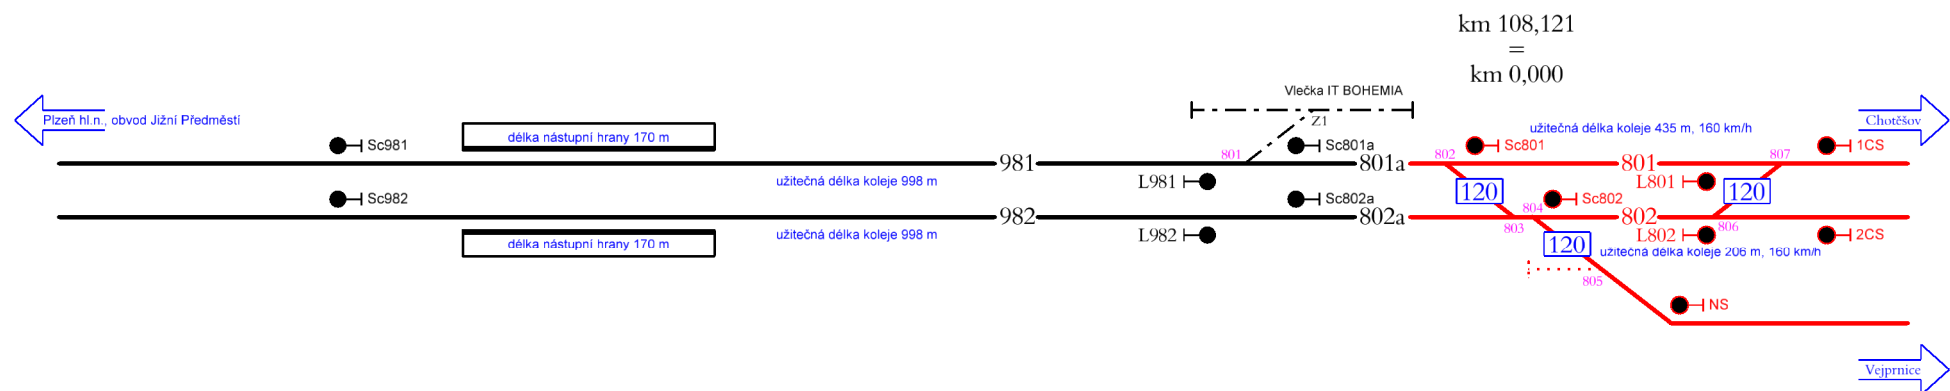 km 108,121
=
km 0,000
Vlečka IT BOHEMIA
Plzeň hl.n., obvod Jižní Předměstí
délka nástupní hrany 170 m
Z1
užitečná délka koleje 435 m, 160 km/h
Chotěšov
Sc981
Sc801a
Sc801
1CS
801
802
807
981
801a
801
užitečná délka koleje 998 m
L981
L801
120
120
Sc982
Sc802a
Sc802
804
982
802a
802
803
806
užitečná délka koleje 998 m
L982
L802
2CS
délka nástupní hrany 170 m
120
užitečná délka koleje 206 m, 160 km/h
805
NS
Vejprnice